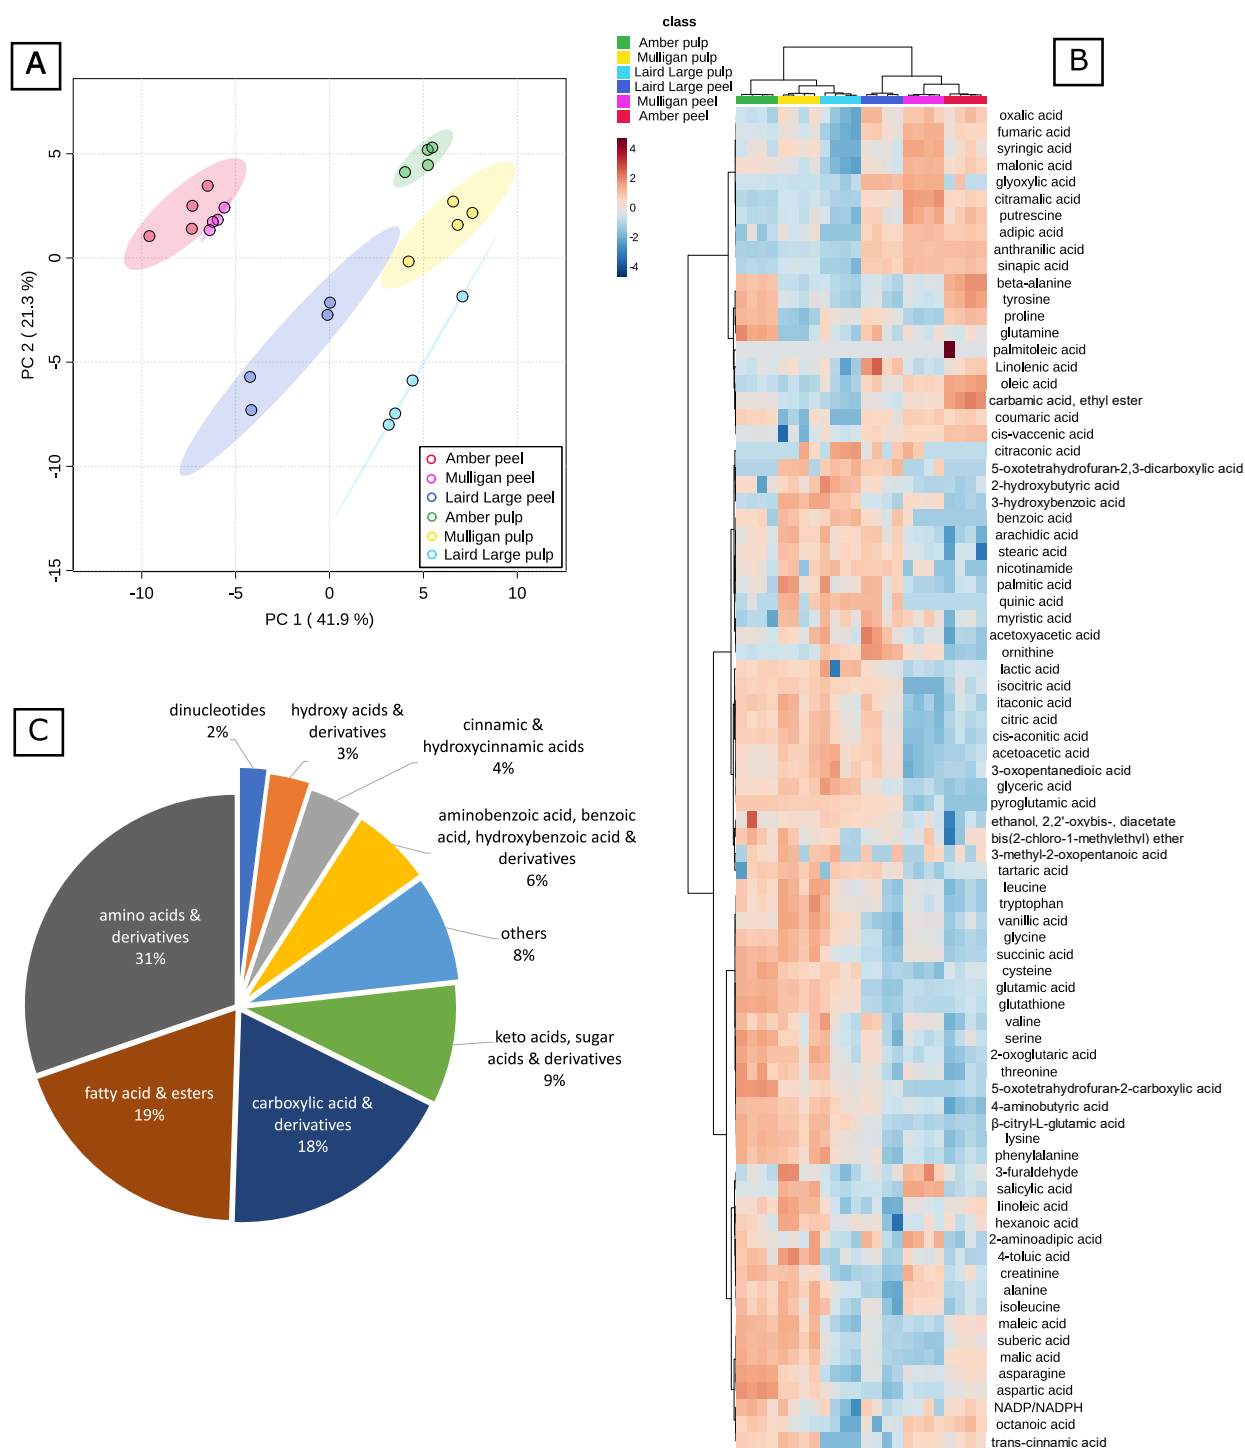 A
5
0
-5
-10
-15
PC 2 ( 21.3 %)
-10
-5
0
5
10
PC 1 ( 41.9 %)
Amber peel
Mulligan peel
Laird Large peel
Amber pulp
Mulligan pulp
Laird Large pulp
class
Amber pulp
Mulligan pulp
Laird Large pulp
Laird Large peel
Mulligan peel
Amber peel
4
2
0
-2
-4
B
oxalic acid
fumaric acid
syringic acid
malonic acid
glyoxylic acid
citramalic acid
putrescine
adipic acid
anthranilic acid
sinapic acid
beta-alanine
tyrosine
proline
glutamine
palmitoleic acid
Linolenic acid
oleic acid
carbamic acid, ethyl ester
coumaric acid
cis-vaccenic acid
citraconic acid
5-oxotetrahydrofuran-2,3-dicarboxylic acid
2-hydroxybutyric acid
3-hydroxybenzoic acid
benzoic acid
arachidic acid
stearic acid
nicotinamide
palmitic acid
quinic acid
myristic acid
acetoxyacetic acid
ornithine
lactic acid
isocitric acid
itaconic acid
citric acid
cis-aconitic acid
acetoacetic acid
3-oxopentanedioic acid
glyceric acid
pyroglutamic acid
ethanol, 2,2'-oxybis-, diacetate
bis(2-chloro-1-methylethyl) ether
3-methyl-2-oxopentanoic acid
tartaric acid
leucine
tryptophan
vanillic acid
glycine
succinic acid
cysteine
glutamic acid
glutathione
valine
serine
2-oxoglutaric acid
threonine
5-oxotetrahydrofuran-2-carboxylic acid
4-aminobutyric acid
β-citryl-L-glutamic acid
lysine
phenylalanine
3-furaldehyde
salicylic acid
linoleic acid
hexanoic acid
2-aminoadipic acid
4-toluic acid
creatinine
alanine
isoleucine
maleic acid
suberic acid
malic acid
asparagine
aspartic acid
NADP/NADPH
octanoic acid
trans-cinnamic acid
C
dinucleotides
2%
hydroxy acids &
derivatives
3%
cinnamic &
hydroxycinnamic acids
4%
aminobenzoic acid, benzoic
acid, hydroxybenzoic acid &
derivatives
6%
others
8%
keto acids, sugar
acids & derivatives
9%
carboxylic acid &
derivatives
18%
fatty acid & esters
19%
amino acids &
derivatives
31%